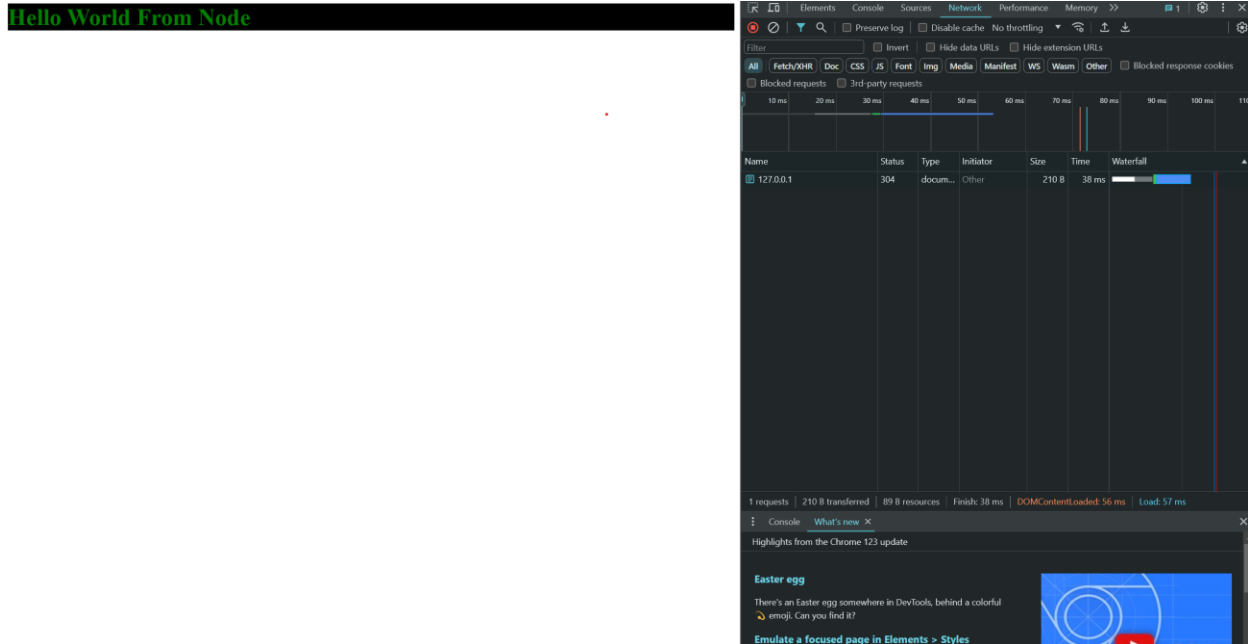 Hello World From Node
Elements Console Sources Network Performance Memory 1
Preserve log Disable cache No throttling
Filter Invert Hide data URLs Hide extension URLs
All Fetch/XHR Doc CSS JS Font Img Media Manifest WS Wasm Other Blocked response cookies
Blocked requests 3rd-party requests
10 ms 20 ms 30 ms 40 ms 50 ms 60 ms 70 ms 80 ms 90 ms 100 ms 110
Name Status Type Initiator Size Time Waterfall
127.0.0.1 304 docum... Other 210 B 38 ms
1 requests 210 B transferred 89 B resources Finish: 38 ms DOMContentLoaded: 56 ms Load: 57 ms
Console What's new
Highlights from the Chrome 123 update
Easter egg
There's an Easter egg somewhere in DevTools, behind a colorful
emoji. Can you find it?
Emulate a focused page in Elements > Styles